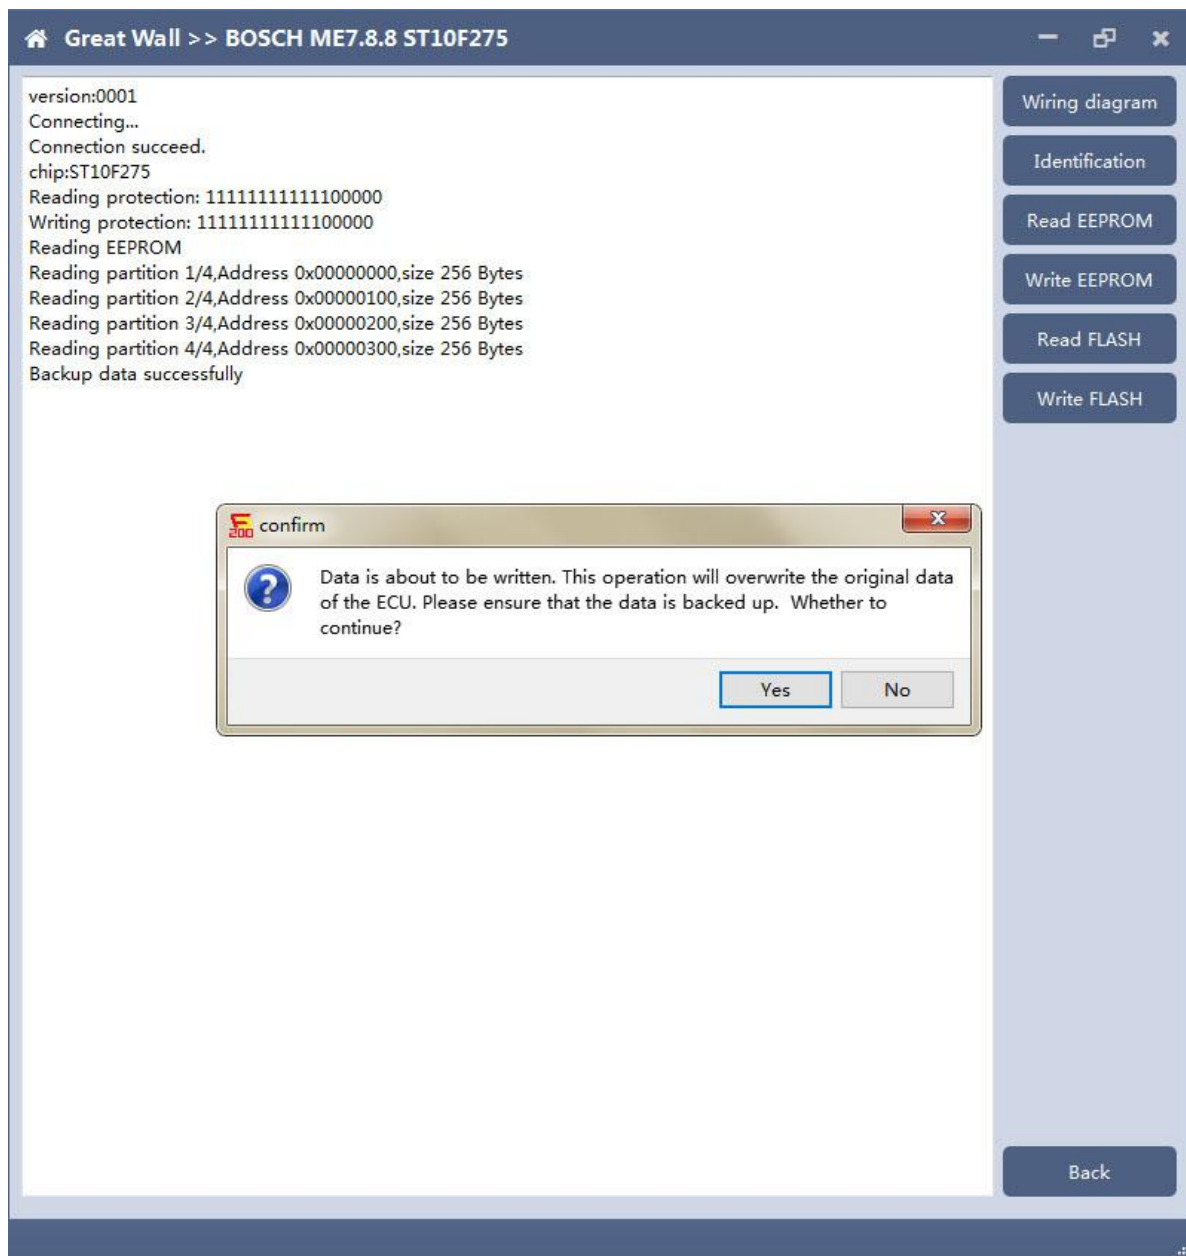 Great Wall >> BOSCH ME7.8.8 ST10F275
version:0001
Connecting...
Connection succeed.
chip:ST10F275
Reading protection: 11111111111100000
Writing protection: 11111111111100000
Reading EEPROM
Reading partition 1/4,Address 0x00000000,size 256 Bytes
Reading partition 2/4,Address 0x00000100,size 256 Bytes
Reading partition 3/4,Address 0x00000200,size 256 Bytes
Reading partition 4/4,Address 0x00000300,size 256 Bytes
Backup data successfully
Wiring diagram
Identification
Read EEPROM
Write EEPROM
Read FLASH
Write FLASH
F
200
confirm
Data is about to be written. This operation will overwrite the original data
of the ECU. Please ensure that the data is backed up.  Whether to
continue?
Yes
No
Back